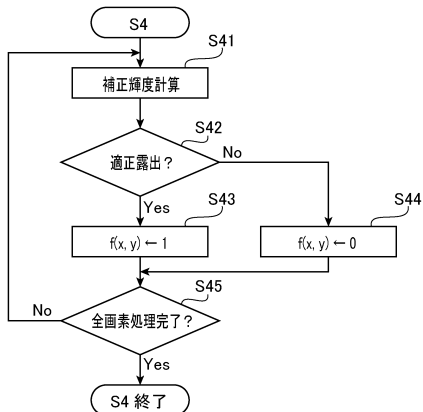 S4
S41
補正輝度計算
S42
適正露出？
No
Yes
S43
S44
f(x, y) ← 1
f(x, y) ← 0
S45
No
全画素処理完了？
Yes
S4 終了